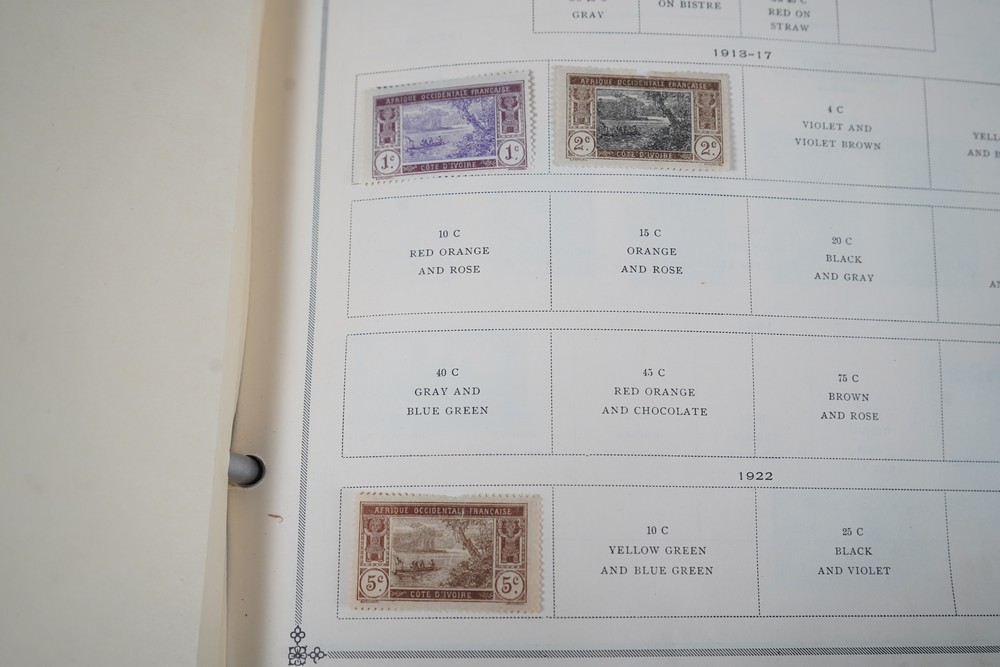 GRAY
ON BISTRE
RED ON
STRAW
1913-17
AFRIQUE OCCIDENTALE FRANÇAISE
1c 1c
CÔTE D'IVOIRE
AFRIQUE OCCIDENTALE FRANÇAISE
2c 2c
CÔTE D'IVOIRE
4 C
VIOLET AND
VIOLET BROWN
10 C
RED ORANGE
AND ROSE
15 C
ORANGE
AND ROSE
20 C
BLACK
AND GRAY
40 C
GRAY AND
BLUE GREEN
45 C
RED ORANGE
AND CHOCOLATE
75 C
BROWN
AND ROSE
1922
AFRIQUE OCCIDENTALE FRANÇAISE
5c 5c
CÔTE D'IVOIRE
10 C
YELLOW GREEN
AND BLUE GREEN
25 C
BLACK
AND VIOLET